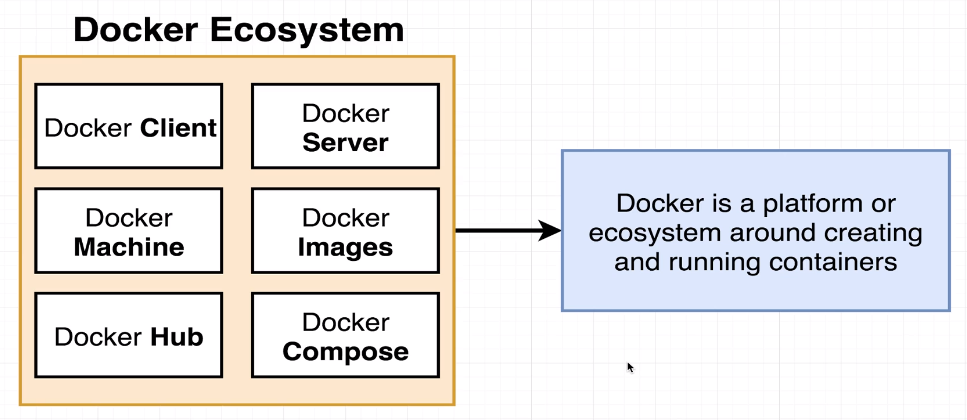 Docker Ecosystem
Docker Client
Docker
Server
Docker
Machine
Docker
Images
Docker Hub
Docker
Compose
Docker is a platform or
ecosystem around creating
and running containers